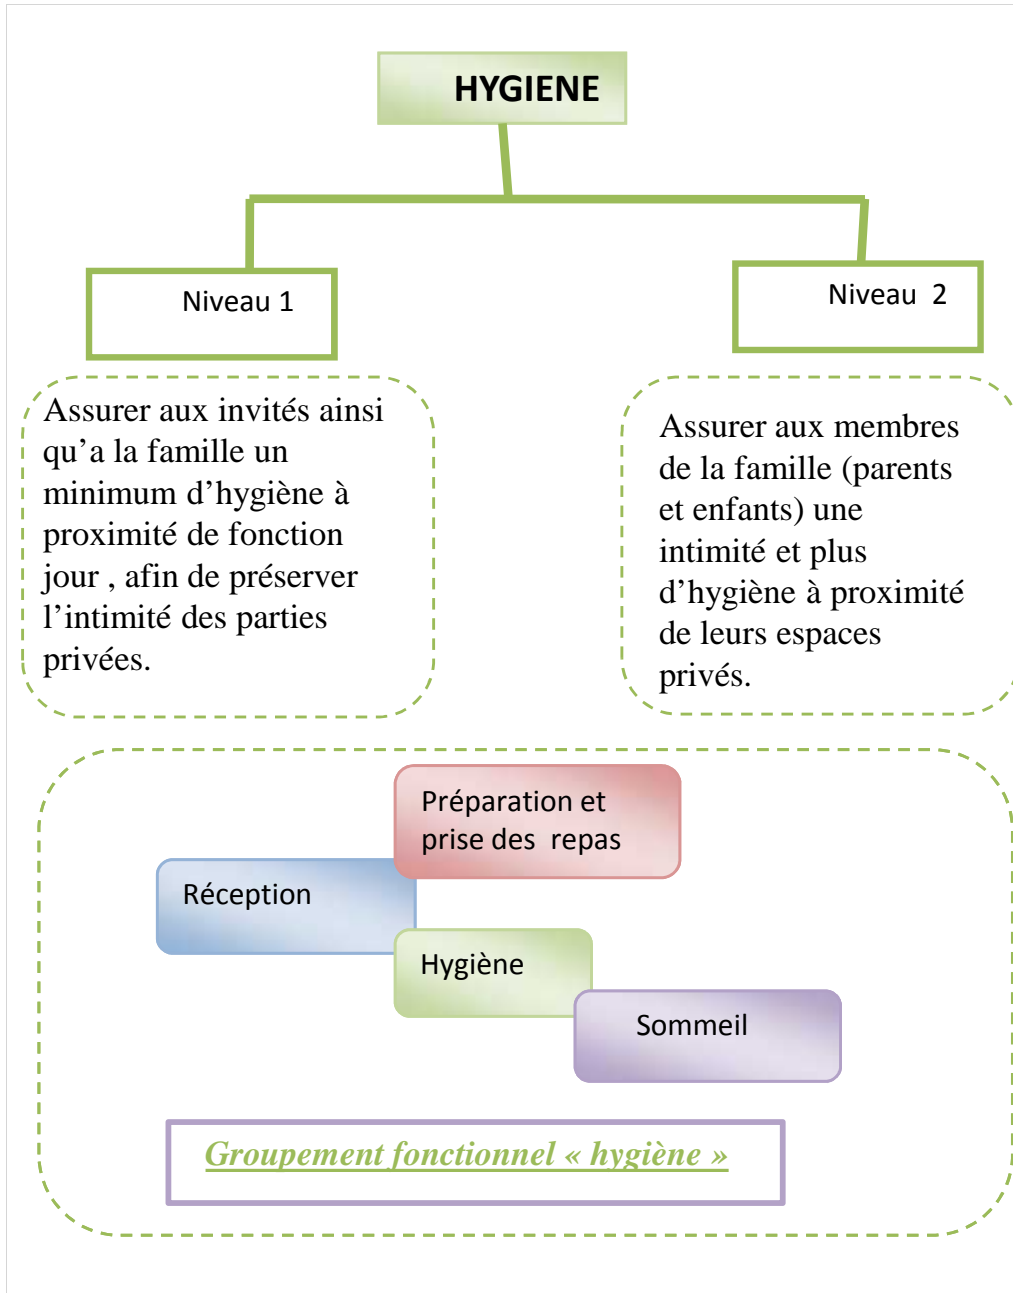 HYGIENE
Niveau 1
Niveau 2
Assurer aux invités ainsi
qu’a la famille un
minimum d’hygiène à
proximité de fonction
jour , afin de préserver
l’intimité des parties
privées.
Assurer aux membres
de la famille (parents
et enfants) une
intimité et plus
d’hygiène à proximité
de leurs espaces
privés.
Préparation et
prise des repas
Réception
Hygiène
Sommeil
Groupement fonctionnel « hygiène »